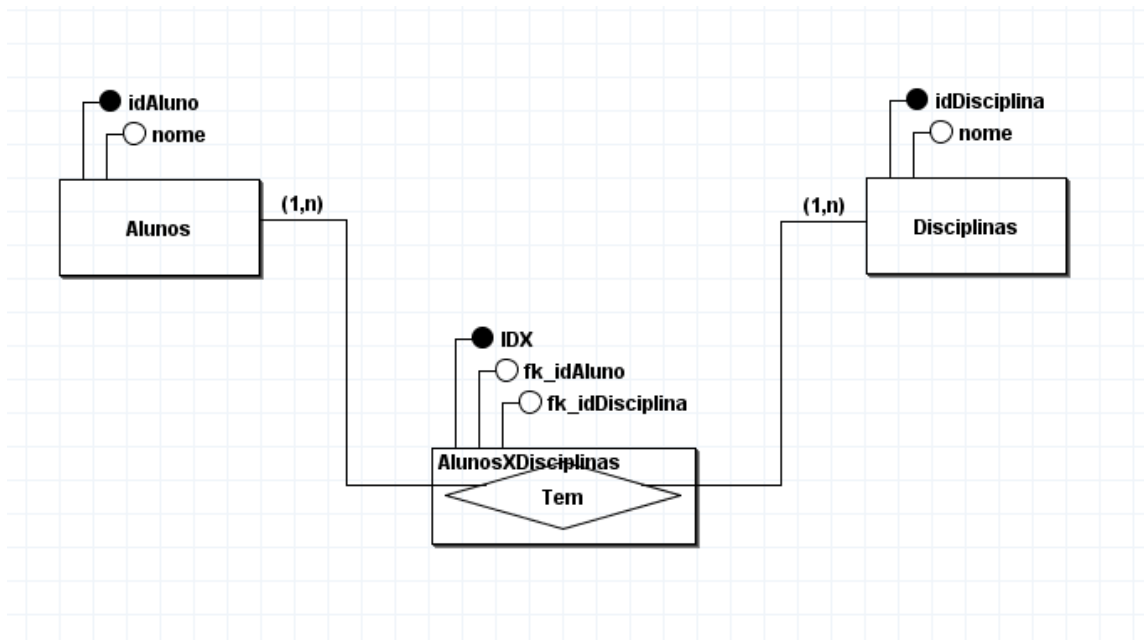 idAluno
nome
Alunos
(1,n)
idDisciplina
nome
(1,n)
Disciplinas
IDX
fk_idAluno
fk_idDisciplina
AlunosXDisciplinas
Tem